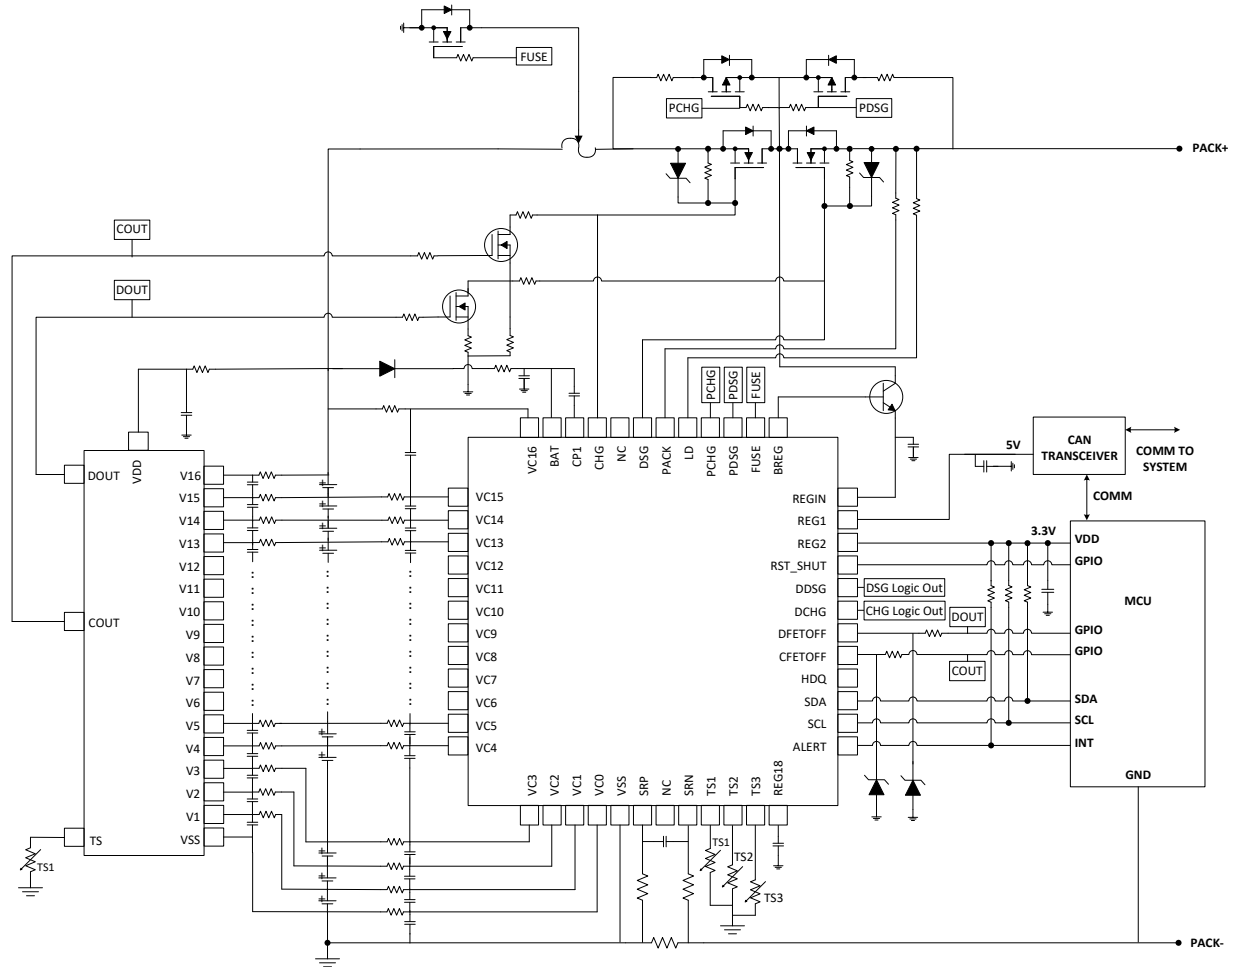 FUSE
PCHG
PDSG
PACK+
COUT
DOUT
PCHG
PDSG
FUSE
VC16
BAT
CP1
CHG
NC
DSG
PACK
LD
PCHG
PDSG
FUSE
BREG
5V
CAN
TRANSCEIVER
COMM TO
SYSTEM
COMM
VDD
DOUT
COUT
TS
TS1
V16
V15
V14
V13
V12
V11
V10
V9
V8
V7
V6
V5
V4
V3
V2
V1
VSS
VC15
VC14
VC13
VC12
VC11
VC10
VC9
VC8
VC7
VC6
VC5
VC4
REGIN
REG1
REG2
RST_SHUT
DDSG
DCHG
DFETOFF
CFETOFF
HDQ
SDA
SCL
ALERT
DSG Logic Out
CHG Logic Out
DOUT
COUT
3.3V
VDD
GPIO
MCU
GPIO
GPIO
SDA
SCL
INT
GND
VC3
VC2
VC1
VC0
VSS
SRP
NC
SRN
TS1
TS2
TS3
REG18
TS1
TS2
TS3
PACK-